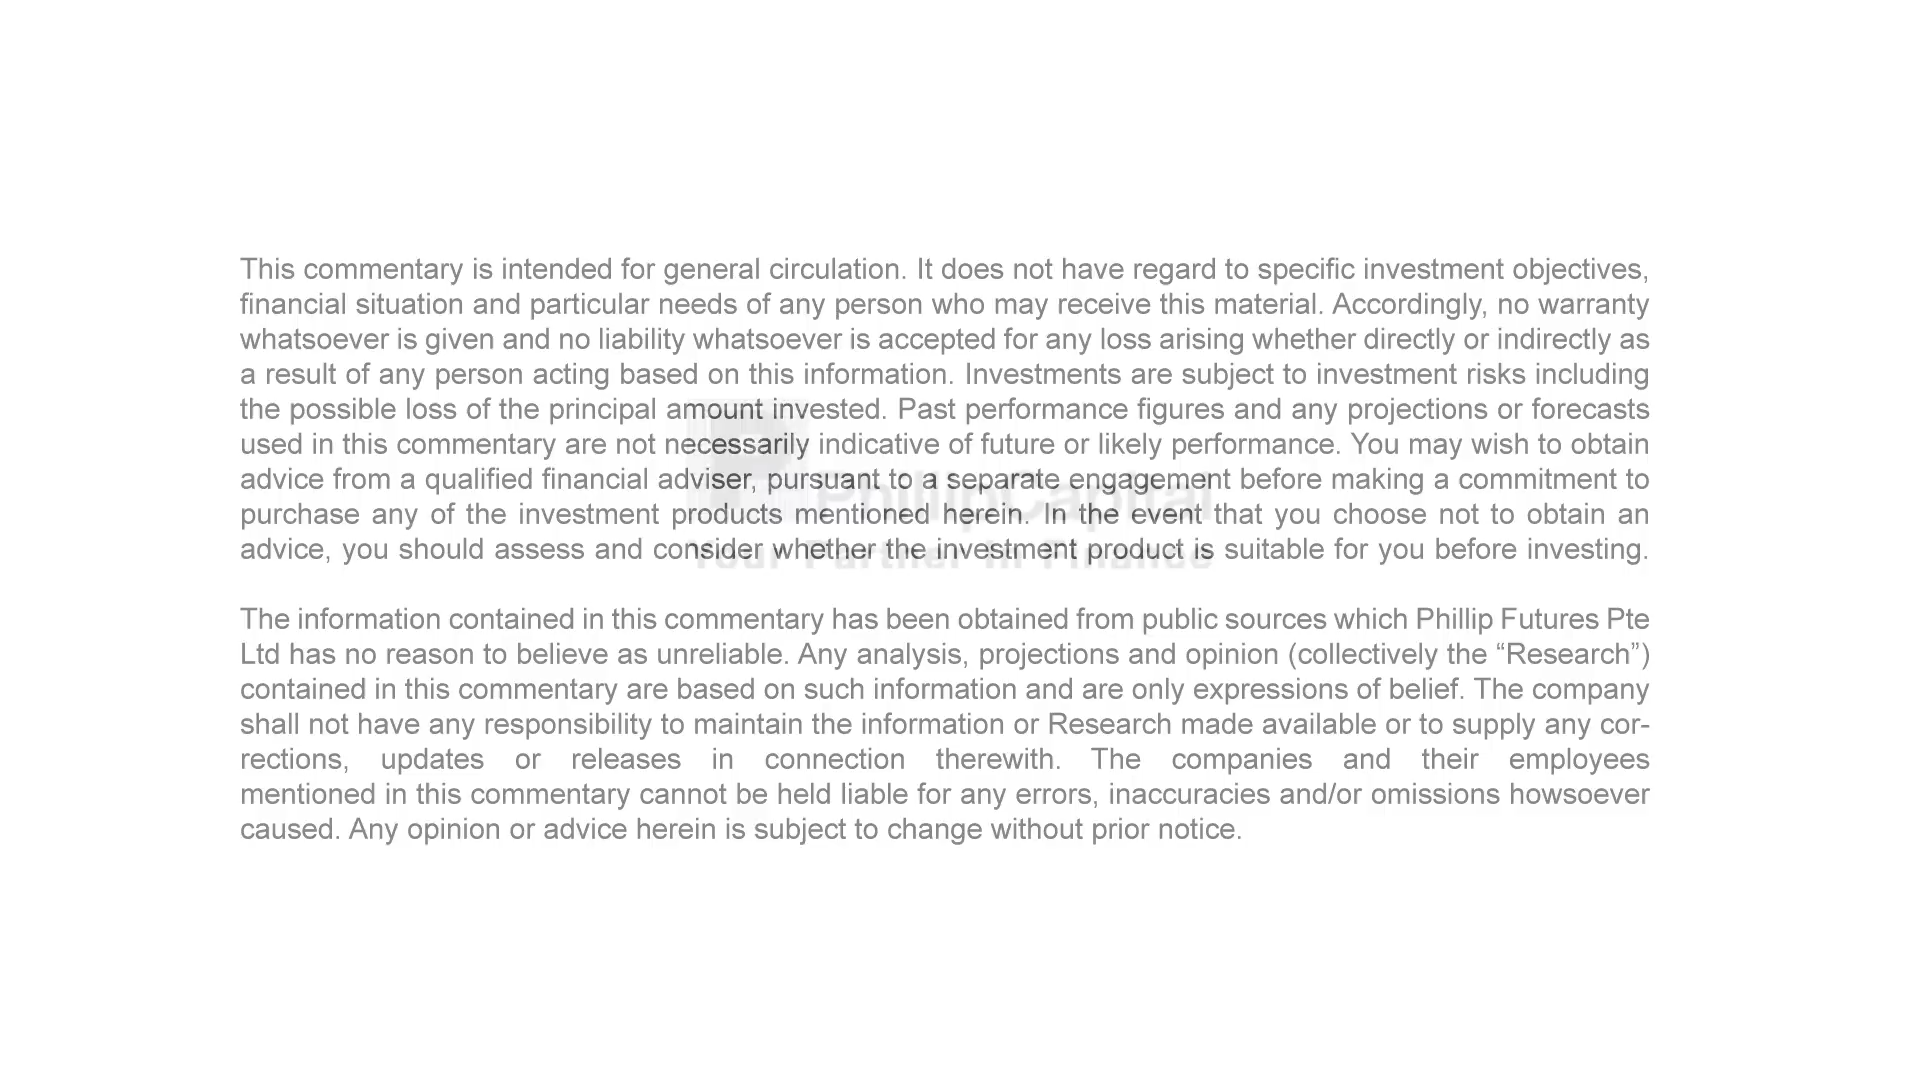 This commentary is intended for general circulation. It does not have regard to specific investment objectives,
financial situation and particular needs of any person who may receive this material. Accordingly, no warranty
whatsoever is given and no liability whatsoever is accepted for any loss arising whether directly or indirectly as
a result of any person acting based on this information. Investments are subject to investment risks including
the possible loss of the principal amount invested. Past performance figures and any projections or forecasts
used in this commentary are not necessarily indicative of future or likely performance. You may wish to obtain
advice from a qualified financial adviser, pursuant to a separate engagement before making a commitment to
PhillipCapital
purchase any of the investment products mentioned herein. In the event that you choose not to obtain an
advice, you should assess and consider whether the investment product is suitable for you before investing.
Your Partner In Finance
The information contained in this commentary has been obtained from public sources which Phillip Futures Pte
Ltd has no reason to believe as unreliable. Any analysis, projections and opinion (collectively the “Research”)
contained in this commentary are based on such information and are only expressions of belief. The company
shall not have any responsibility to maintain the information or Research made available or to supply any cor-
rections, updates or releases in connection therewith. The companies and their employees
mentioned in this commentary cannot be held liable for any errors, inaccuracies and/or omissions howsoever
caused. Any opinion or advice herein is subject to change without prior notice.